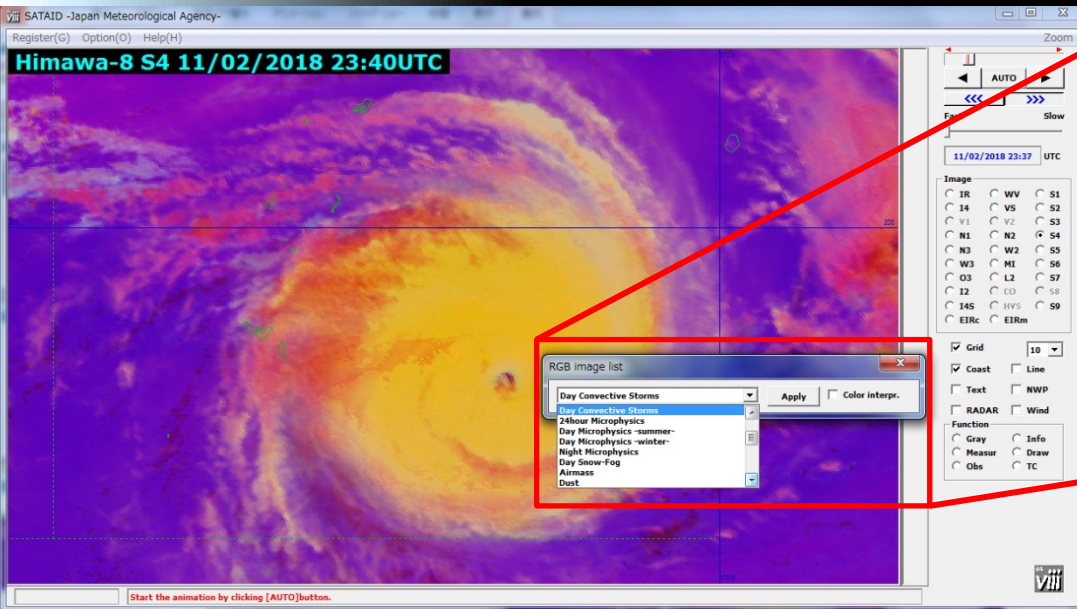 SATAID -Japan Meteorological Agency-
Register(G) Option(O) Help(H) Zoom
Himawa-8 S4 11/02/2018 23:40UTC
AUTO
<<< >>>
Slow
11/02/2018 23:37 UTC
Image
IR WV S1
I4 VS S2
V1 V2 S3
N1 N2 S4
N3 W2 S5
W3 MI S6
O3 L2 S7
I2 CO S8
I4S HVS S9
EIRc EIRm
Grid 10
Coast Line
Text NWP
RADAR Wind
Function
Gray Info
Measur Draw
Obs TC
RGB image list
Day Convective Storms Apply Color interpr.
Day Convective Storms
24hour Microphysics
Day Microphysics -summer-
Day Microphysics -winter-
Night Microphysics
Day Snow-Fog
Airmass
Dust
Start the animation by clicking [AUTO]button.
viii